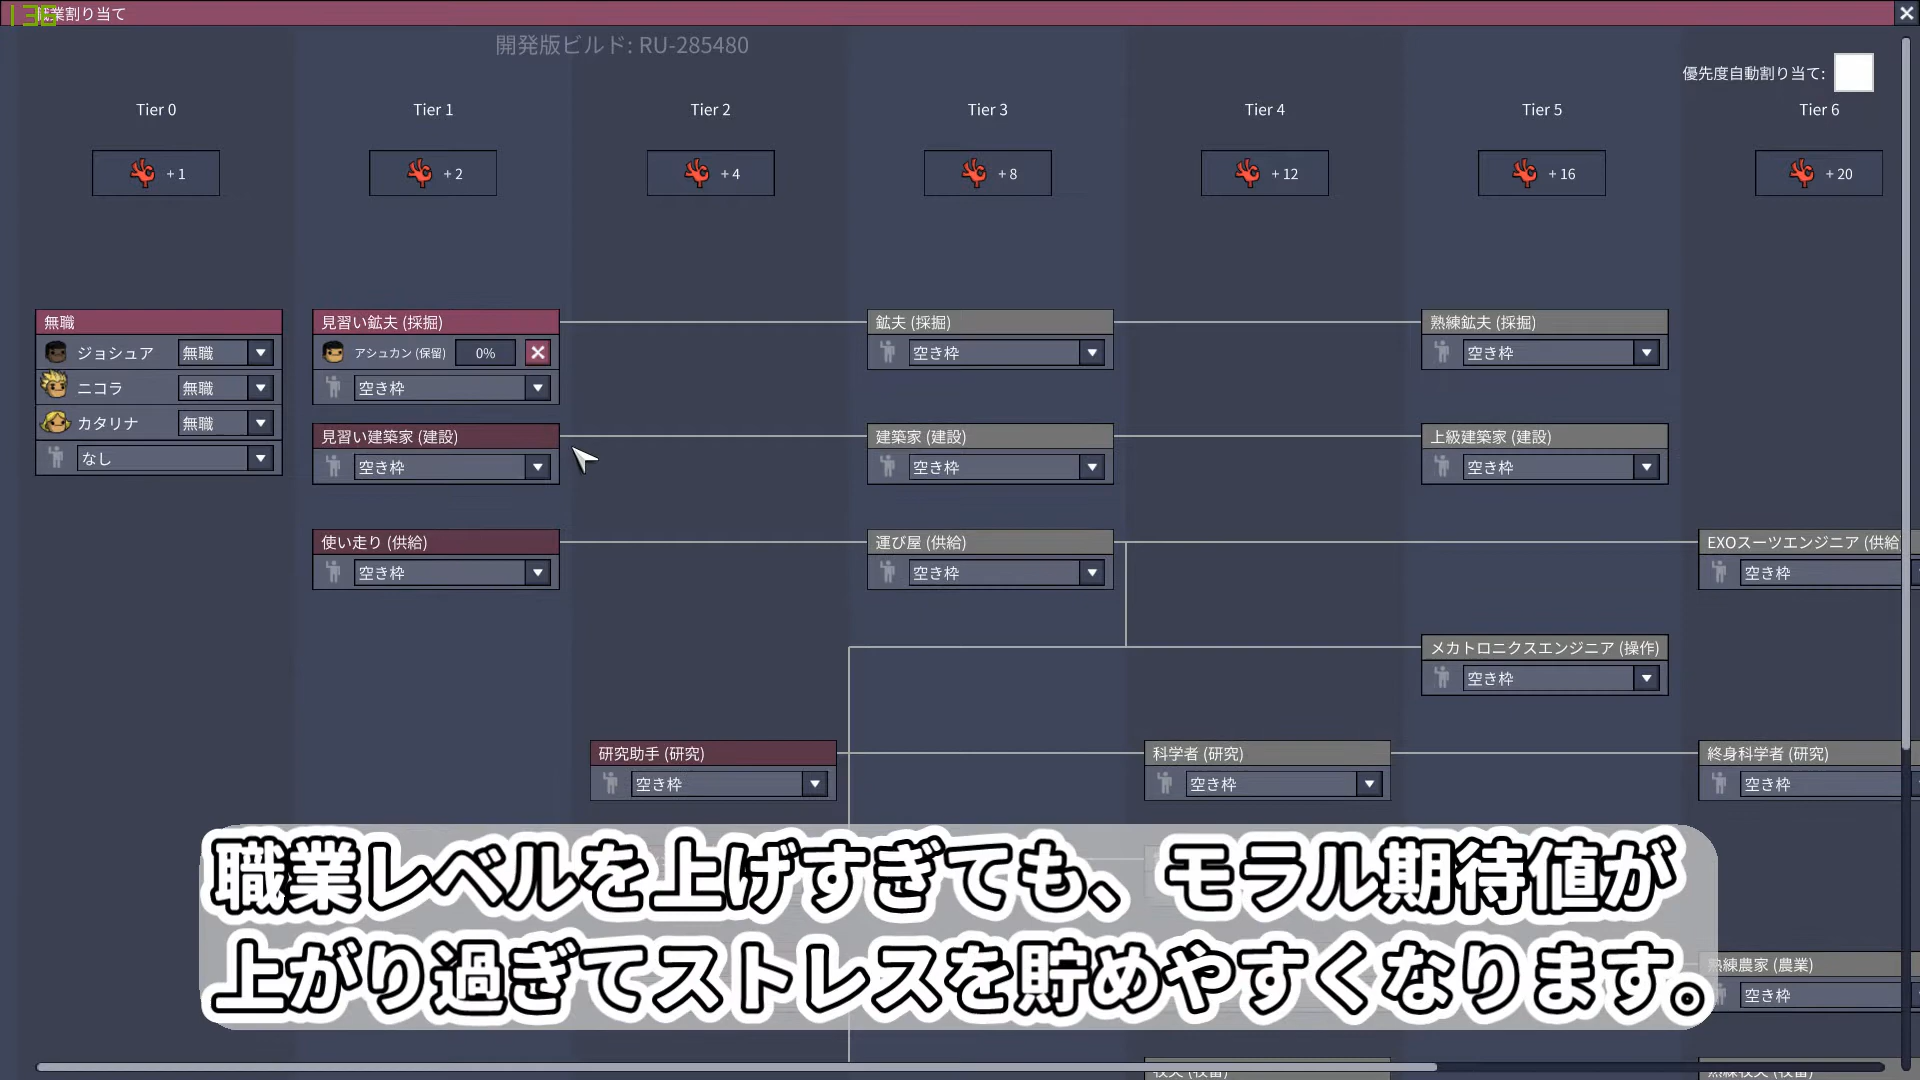 136
職業割り当て
開発版ビルド: RU-285480
優先度自動割り当て:
Tier 0
Tier 1
Tier 2
Tier 3
Tier 4
Tier 5
Tier 6
+ 1
+ 2
+ 4
+ 8
+ 12
+ 16
+ 20
無職
ジョシュア 無職
ニコラ 無職
カタリナ 無職
なし
見習い鉱夫 (採掘)
アシュカン (保留) 0%
空き枠
鉱夫 (採掘)
空き枠
熟練鉱夫 (採掘)
空き枠
見習い建築家 (建設)
空き枠
建築家 (建設)
空き枠
上級建築家 (建設)
空き枠
使い走り (供給)
空き枠
運び屋 (供給)
空き枠
EXOスーツエンジニア (供給
空き枠
メカトロニクスエンジニア (操作)
空き枠
研究助手 (研究)
空き枠
科学者 (研究)
空き枠
終身科学者 (研究)
空き枠
熟練農家 (農業)
空き枠
職業レベルを上げすぎても、モラル期待値が
上がり過ぎてストレスを貯めやすくなります。